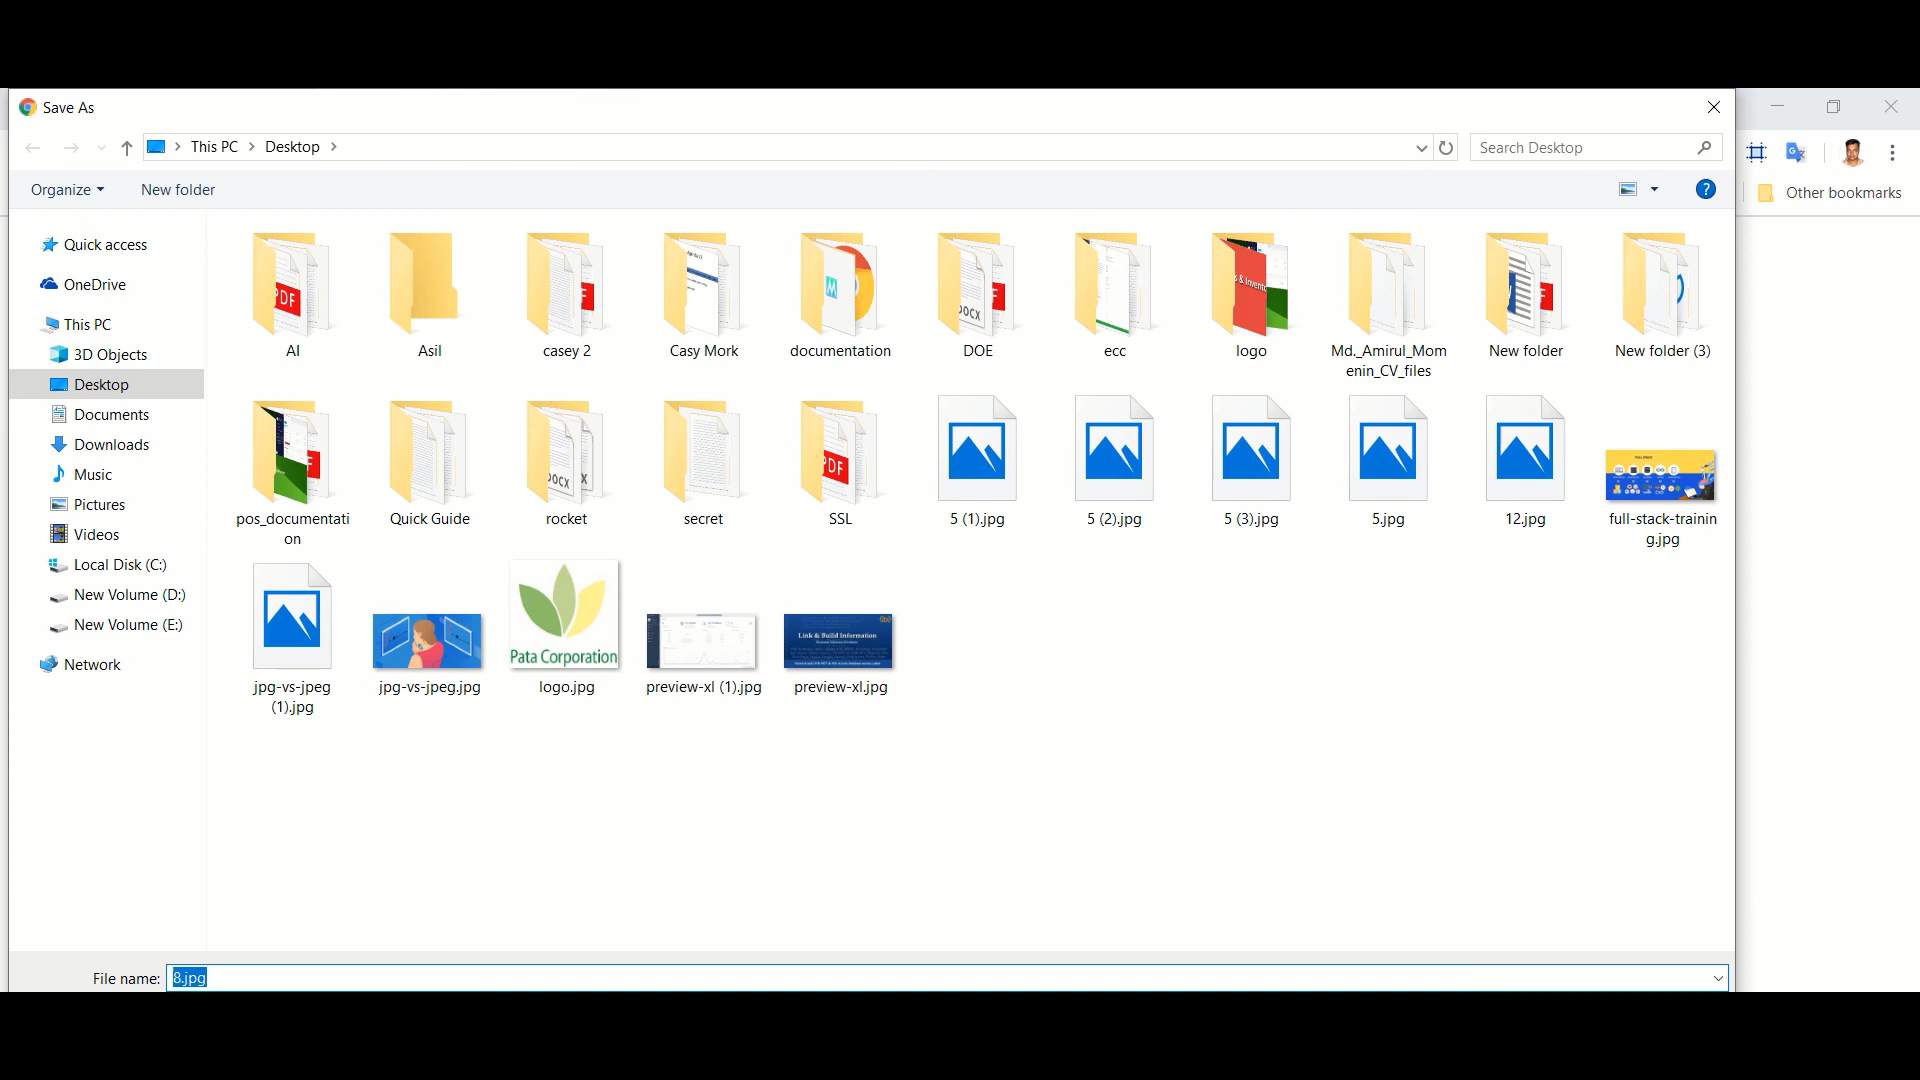 Save As
This PC > Desktop >
Search Desktop
Organize
New folder
?
Other bookmarks
Quick access
OneDrive
This PC
3D Objects
Desktop
Documents
Downloads
Music
Pictures
Videos
Local Disk (C:)
New Volume (D:)
New Volume (E:)
Network
AI
Asil
casey 2
Casy Mork
documentation
DOE
ecc
logo
Md._Amirul_Mom
enin_CV_files
New folder
New folder (3)
pos_documentati
on
Quick Guide
rocket
secret
SSL
5 (1).jpg
5 (2).jpg
5 (3).jpg
5.jpg
12.jpg
full-stack-trainin
g.jpg
jpg-vs-jpeg
(1).jpg
jpg-vs-jpeg.jpg
Pata Corporation
logo.jpg
preview-xl (1).jpg
Link & Build Information
preview-xl.jpg
File name: 8.jpg